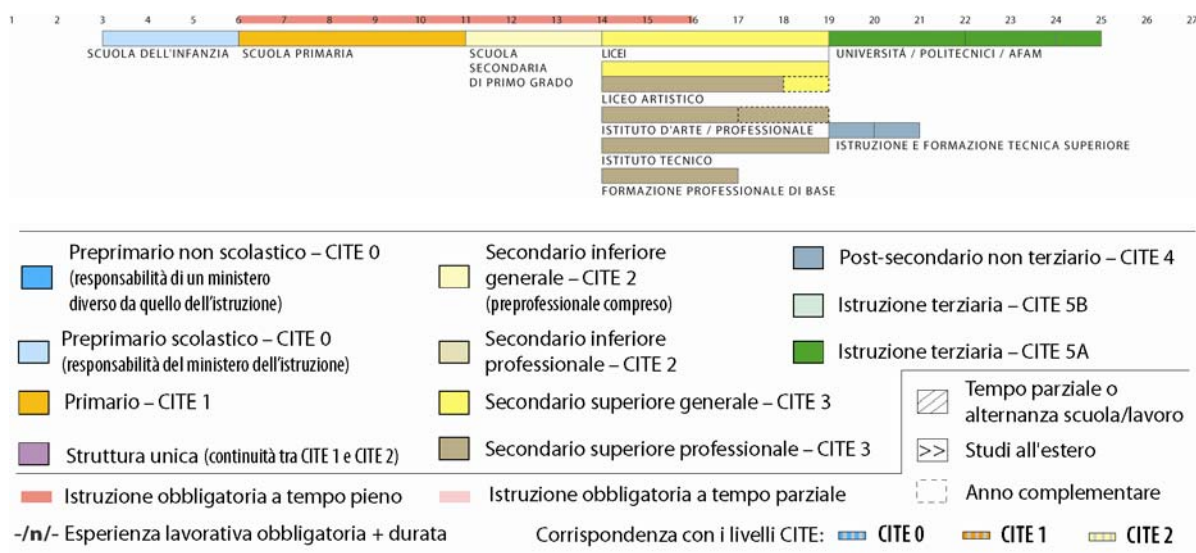 1 2 3 4 5 6 7 8 9 10 11 12 13 14 15 16 17 18 19 20 21 22 23 24 25 26 27
SCUOLA DELL'INFANZIA
SCUOLA PRIMARIA
SCUOLA
SECONDARIA
DI PRIMO GRADO
LICEI
UNIVERSITÁ / POLITECNICI / AFAM
LICEO ARTISTICO
ISTITUTO D'ARTE / PROFESSIONALE
ISTRUZIONE E FORMAZIONE TECNICA SUPERIORE
ISTITUTO TECNICO
FORMAZIONE PROFESSIONALE DI BASE
Preprimario non scolastico – CITE 0
(responsabilità di un ministero
diverso da quello dell'istruzione)
Preprimario scolastico – CITE 0
(responsabilità del ministero dell'istruzione)
Primario – CITE 1
Struttura unica (continuità tra CITE 1 e CITE 2)
Secondario inferiore
generale – CITE 2
(preprofessionale compreso)
Secondario inferiore
professionale – CITE 2
Secondario superiore generale – CITE 3
Secondario superiore professionale – CITE 3
Post-secondario non terziario – CITE 4
Istruzione terziaria – CITE 5B
Istruzione terziaria – CITE 5A
Tempo parziale o
alternanza scuola/lavoro
>> Studi all'estero
Anno complementare
Istruzione obbligatoria a tempo pieno
Istruzione obbligatoria a tempo parziale
-/n/- Esperienza lavorativa obbligatoria + durata
Corrispondenza con i livelli CITE: CITE 0 CITE 1 CITE 2